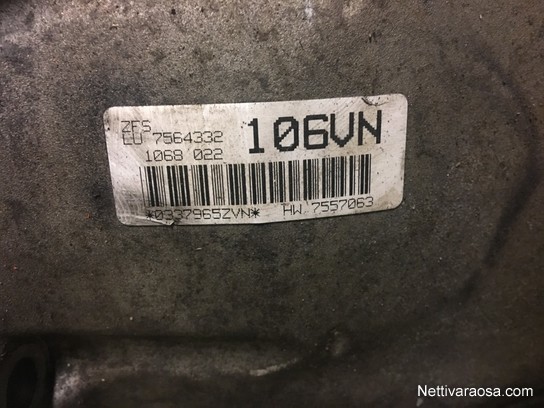 ZFS
LU 7564332 106VN
1068 022
*0337965ZVN* HW 7557063
Nettivaraosa.com